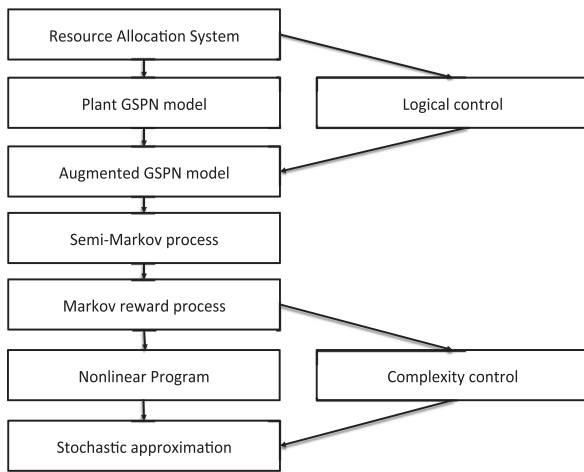 Resource Allocation System
Plant GSPN model
Logical control
Augmented GSPN model
Semi-Markov process
Markov reward process
Nonlinear Program
Complexity control
Stochastic approximation